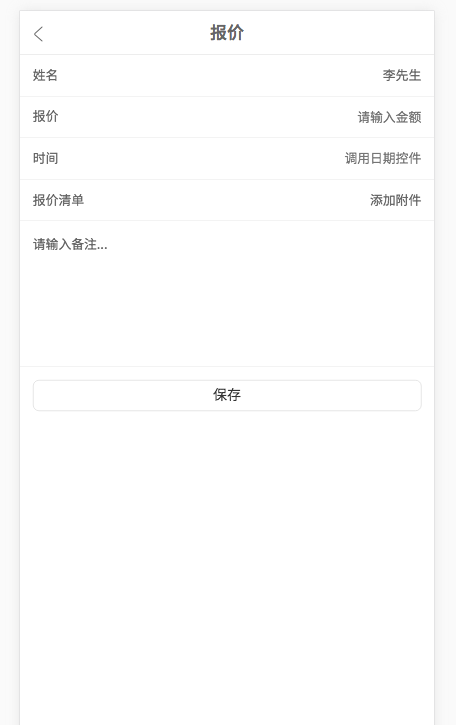 报价
姓名 李先生
报价 请输入金额
时间 调用日期控件
报价清单 添加附件
请输入备注...
保存